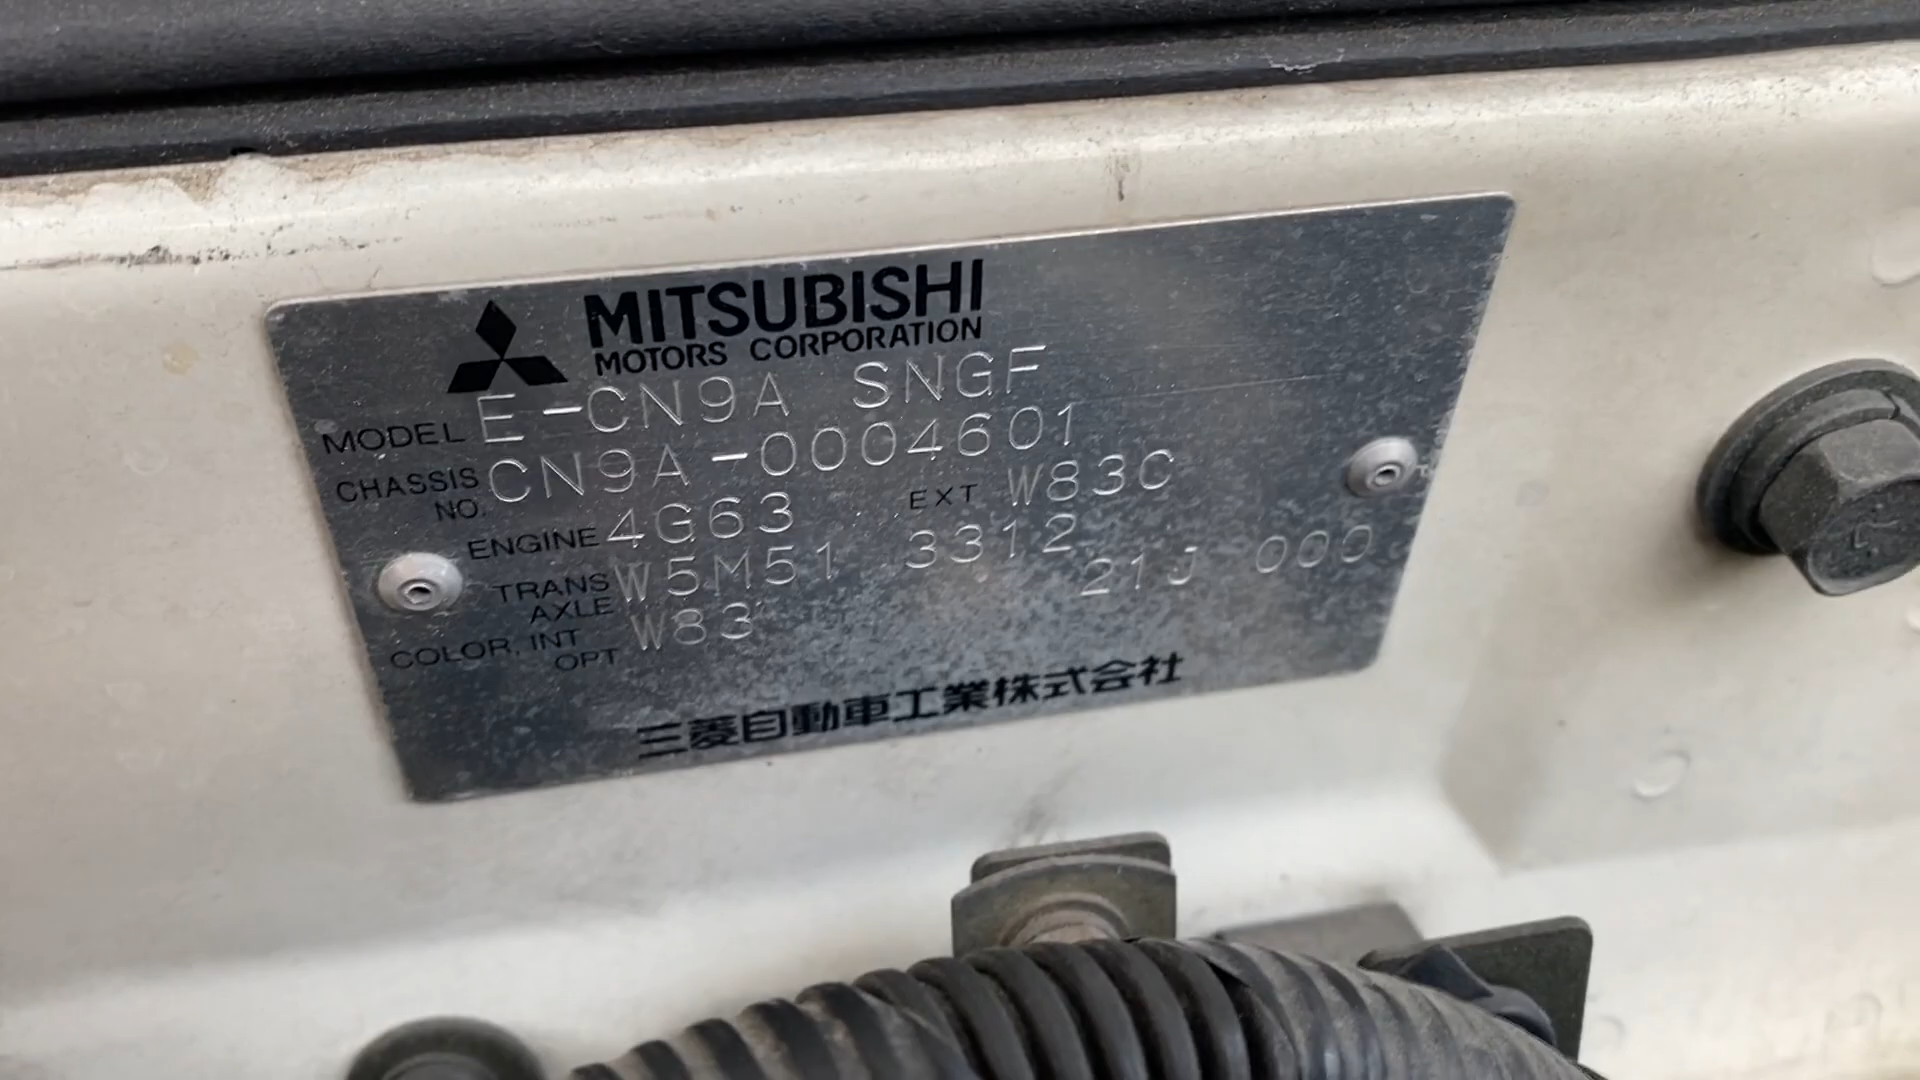 MITSUBISHI
MOTORS CORPORATION
MODEL E-CN9A SNGF
CHASSIS NO. CN9A-0004601
ENGINE 4G63 EXT W83C
TRANS AXLE W5M51 3312
COLOR, INT OPT W83 21J 000
三菱自動車工業株式会社